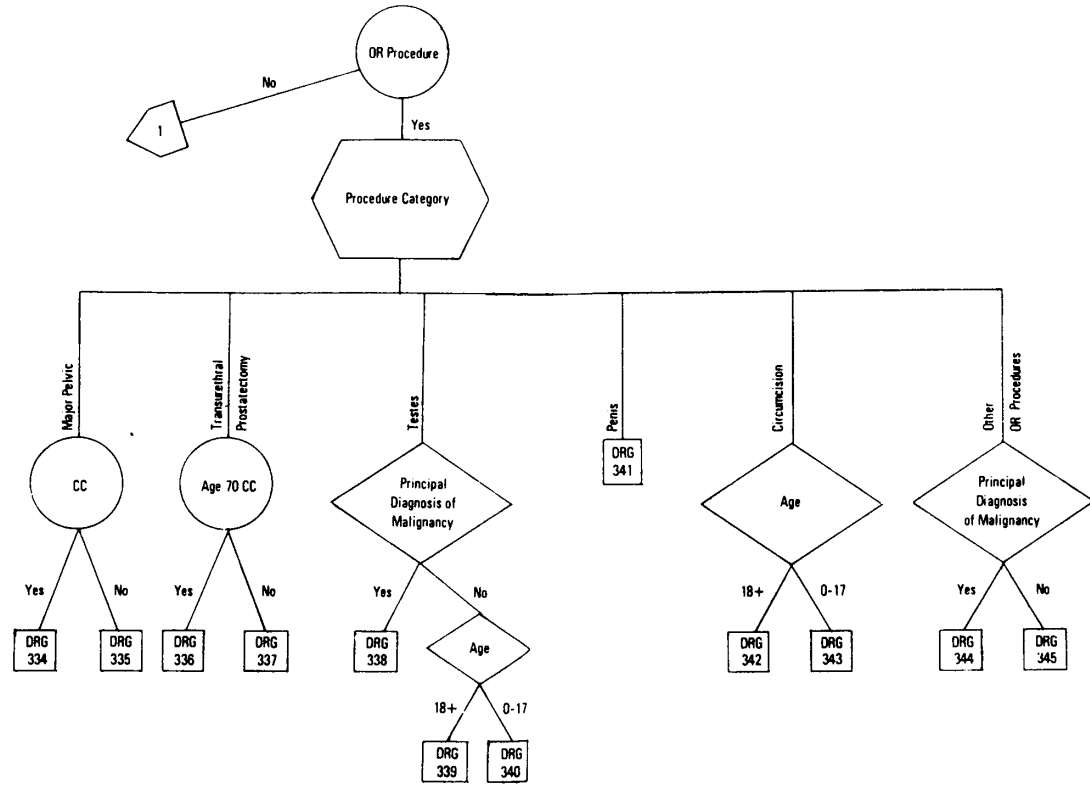 OR Procedure
No
1
Yes
Procedure Category
Major Pelvic
Transurethral
Prostatectomy
Testes
Penis
Circumcision
Other
OR Procedures
CC
Age 70 CC
Principal
Diagnosis of
Malignancy
DRG
341
Age
Principal
Diagnosis
of Malignancy
Yes
No
Yes
No
Yes
No
18+
0-17
Yes
No
DRG
334
DRG
335
DRG
336
DRG
337
DRG
338
Age
DRG
342
DRG
343
DRG
344
DRG
345
18+
0-17
DRG
339
DRG
340